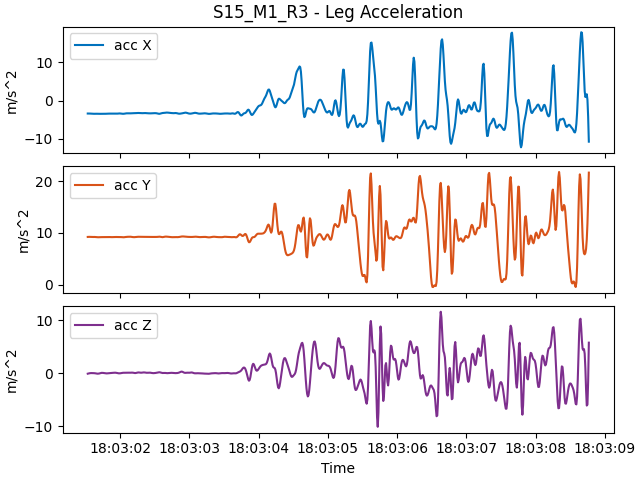 S15_M1_R3 - Leg Acceleration
acc X
10
0
−10
m/s^2
acc Y
20
10
0
m/s^2
acc Z
10
0
−10
m/s^2
18:03:02 18:03:03 18:03:04 18:03:05 18:03:06 18:03:07 18:03:08 18:03:09
Time